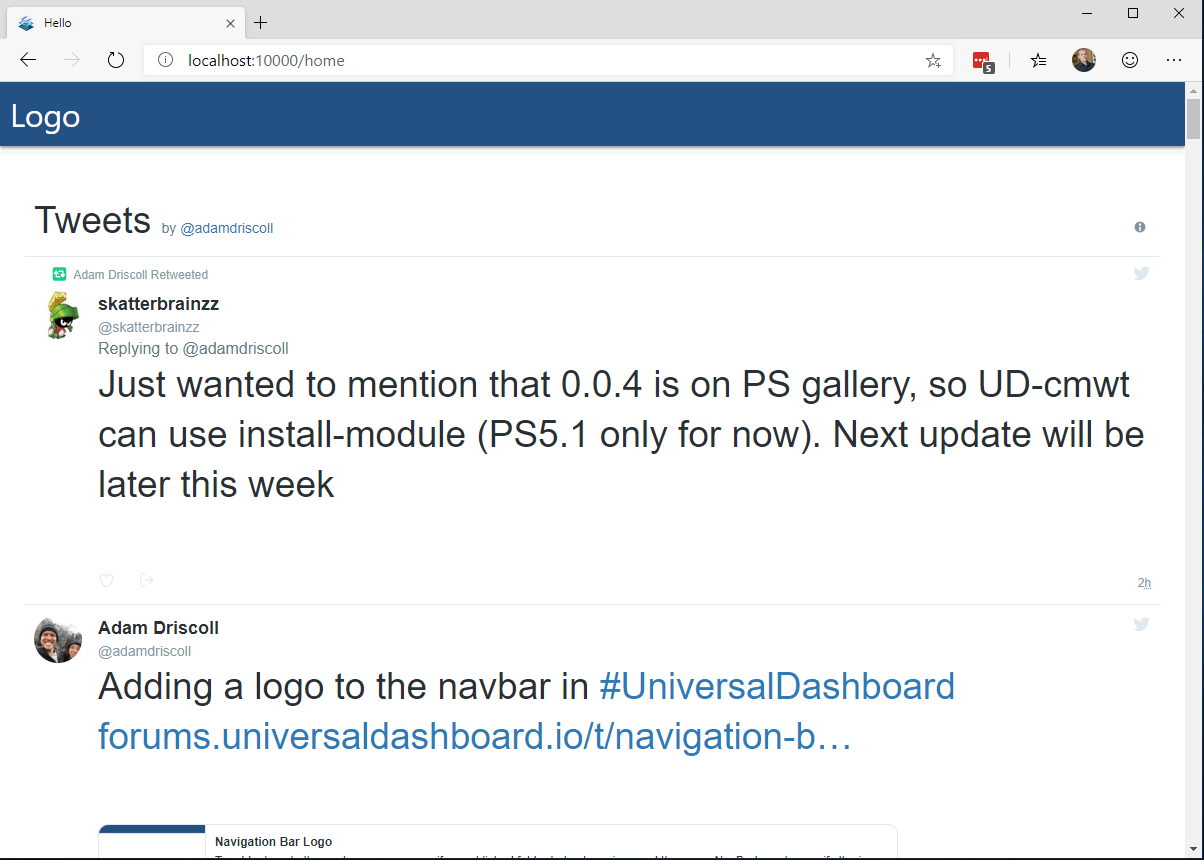 Hello
localhost:10000/home
5
Logo
Tweets by @adamdriscoll
Adam Driscoll Retweeted
skatterbrainzz
@skatterbrainzz
Replying to @adamdriscoll
Just wanted to mention that 0.0.4 is on PS gallery, so UD-cmwt
can use install-module (PS5.1 only for now). Next update will be
later this week
2h
Adam Driscoll
@adamdriscoll
Adding a logo to the navbar in #UniversalDashboard
forums.universaldashboard.io/t/navigation-b…
Navigation Bar Logo